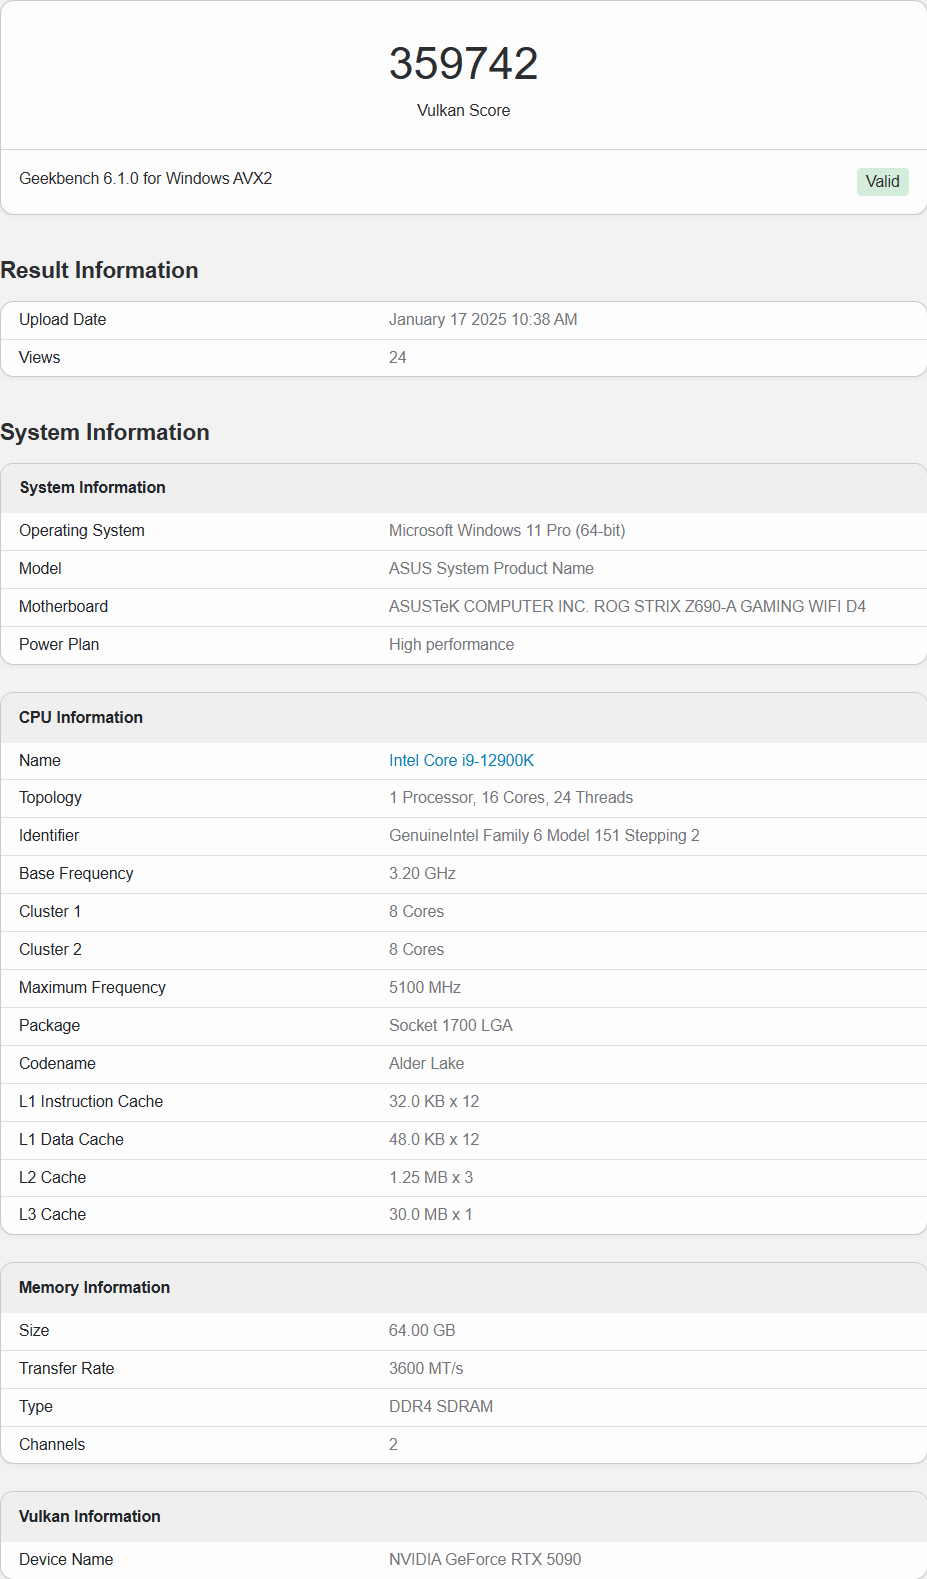 359742
Vulkan Score
Geekbench 6.1.0 for Windows AVX2
Valid
Result Information
Upload Date January 17 2025 10:38 AM
Views 24
System Information
System Information
Operating System Microsoft Windows 11 Pro (64-bit)
Model ASUS System Product Name
Motherboard ASUSTeK COMPUTER INC. ROG STRIX Z690-A GAMING WIFI D4
Power Plan High performance
CPU Information
Name Intel Core i9-12900K
Topology 1 Processor, 16 Cores, 24 Threads
Identifier GenuineIntel Family 6 Model 151 Stepping 2
Base Frequency 3.20 GHz
Cluster 1 8 Cores
Cluster 2 8 Cores
Maximum Frequency 5100 MHz
Package Socket 1700 LGA
Codename Alder Lake
L1 Instruction Cache 32.0 KB x 12
L1 Data Cache 48.0 KB x 12
L2 Cache 1.25 MB x 3
L3 Cache 30.0 MB x 1
Memory Information
Size 64.00 GB
Transfer Rate 3600 MT/s
Type DDR4 SDRAM
Channels 2
Vulkan Information
Device Name NVIDIA GeForce RTX 5090